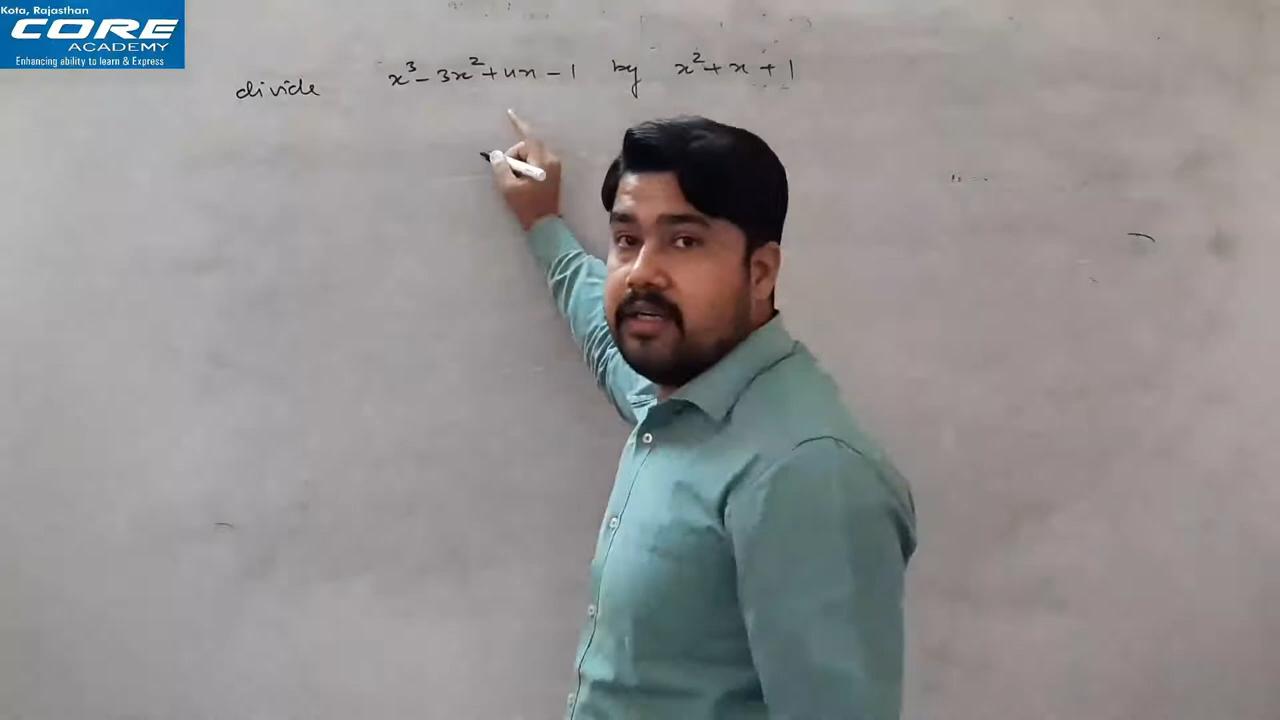 Kota, Rajasthan
CORE
ACADEMY
Enhancing ability to learn & Express
divide x³ - 3x² + 4x - 1 by x² + x + 1